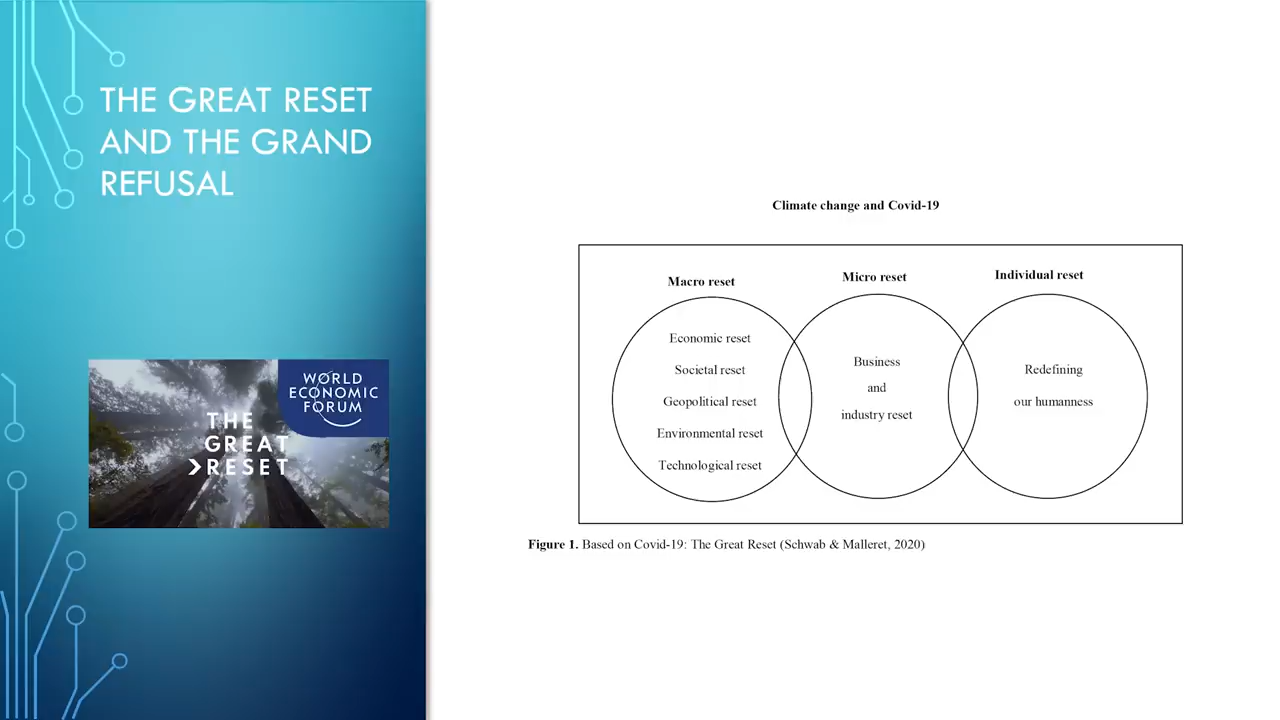 THE GREAT RESET
AND THE GRAND
REFUSAL
WORLD
ECONOMIC
FORUM
THE
GREAT
RESET
Climate change and Covid-19
Macro reset
Micro reset
Individual reset
Economic reset
Societal reset
Geopolitical reset
Environmental reset
Technological reset
Business
and
industry reset
Redefining
our humanness
Figure 1. Based on Covid-19: The Great Reset (Schwab & Malleret, 2020)